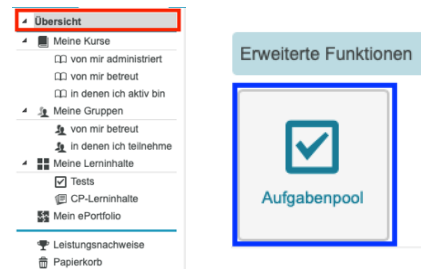 Übersicht
Meine Kurse
von mir administriert
von mir betreut
in denen ich aktiv bin
Meine Gruppen
von mir betreut
in denen ich teilnehme
Meine Lerninhalte
Tests
CP-Lerninhalte
Mein ePortfolio
Leistungsnachweise
Papierkorb
Erweiterte Funktionen
Aufgabenpool